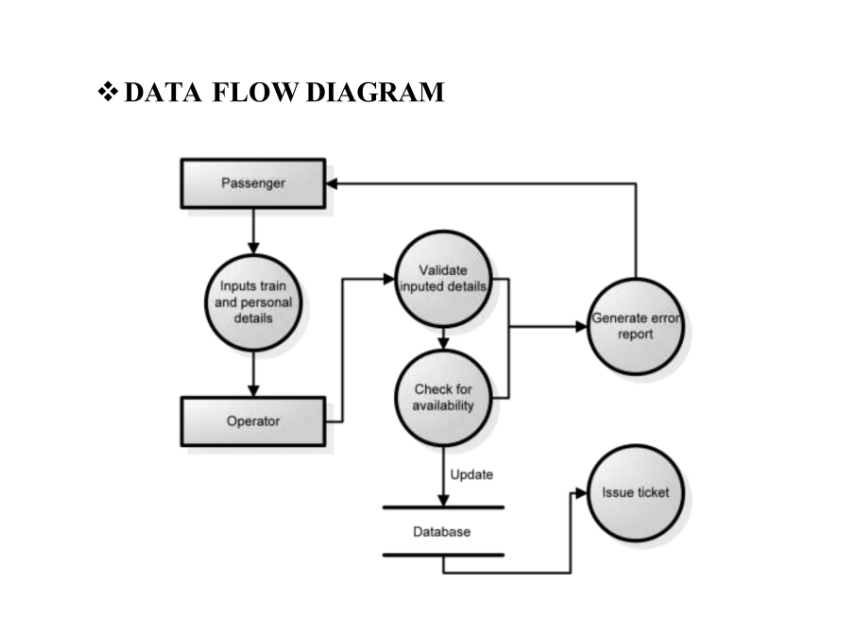 ❖ DATA FLOW DIAGRAM
Passenger
Inputs train
and personal
details
Operator
Validate
inputed details
Check for
availability
Generate error
report
Update
Database
Issue ticket